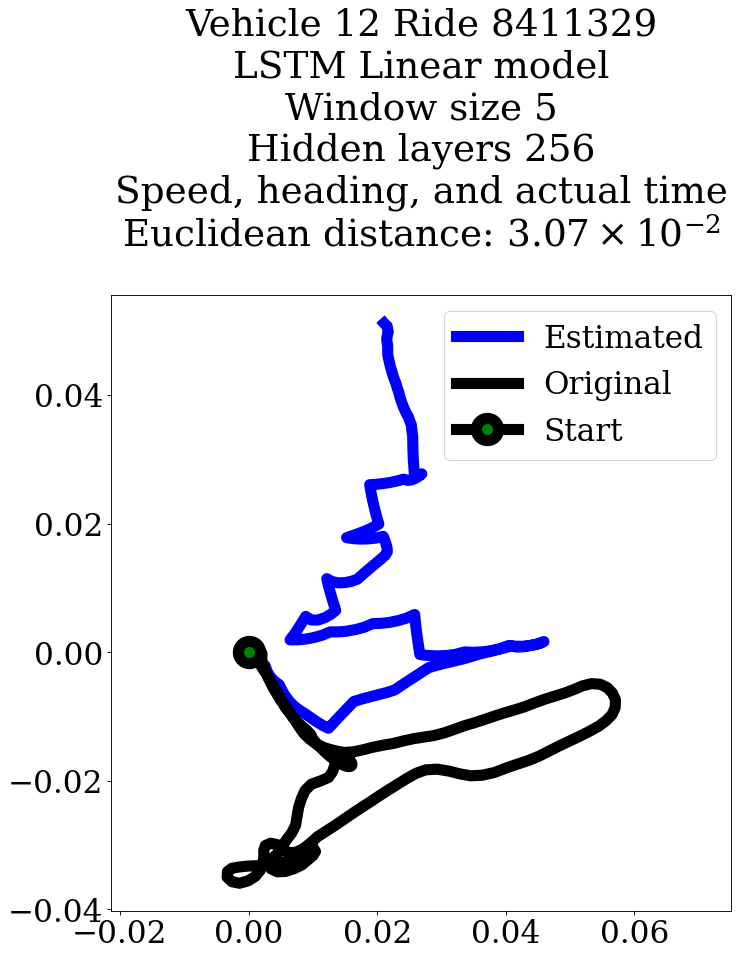 Vehicle 12 Ride 8411329
LSTM Linear model
Window size 5
Hidden layers 256
Speed, heading, and actual time
Euclidean distance: 3.07 × 10⁻²
Estimated
Original
Start
0.04
0.02
0.00
−0.02
−0.04
−0.02 0.00 0.02 0.04 0.06